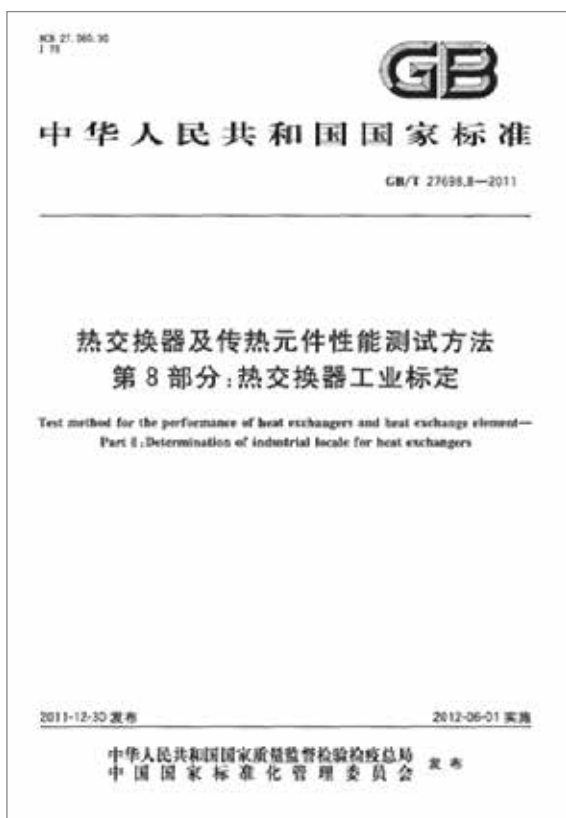 ICS 27.060.30
J 75
GB
中华人民共和国国家标准
GB/T 27698.8—2011
热交换器及传热元件性能测试方法
第 8 部分:热交换器工业标定
Test method for the performance of heat exchangers and heat exchange element—
Part 8:Determination of industrial locale for heat exchangers
2011-12-30 发布
2012-06-01 实施
中华人民共和国国家质量监督检验检疫总局
中国国家标准化管理委员会
发布